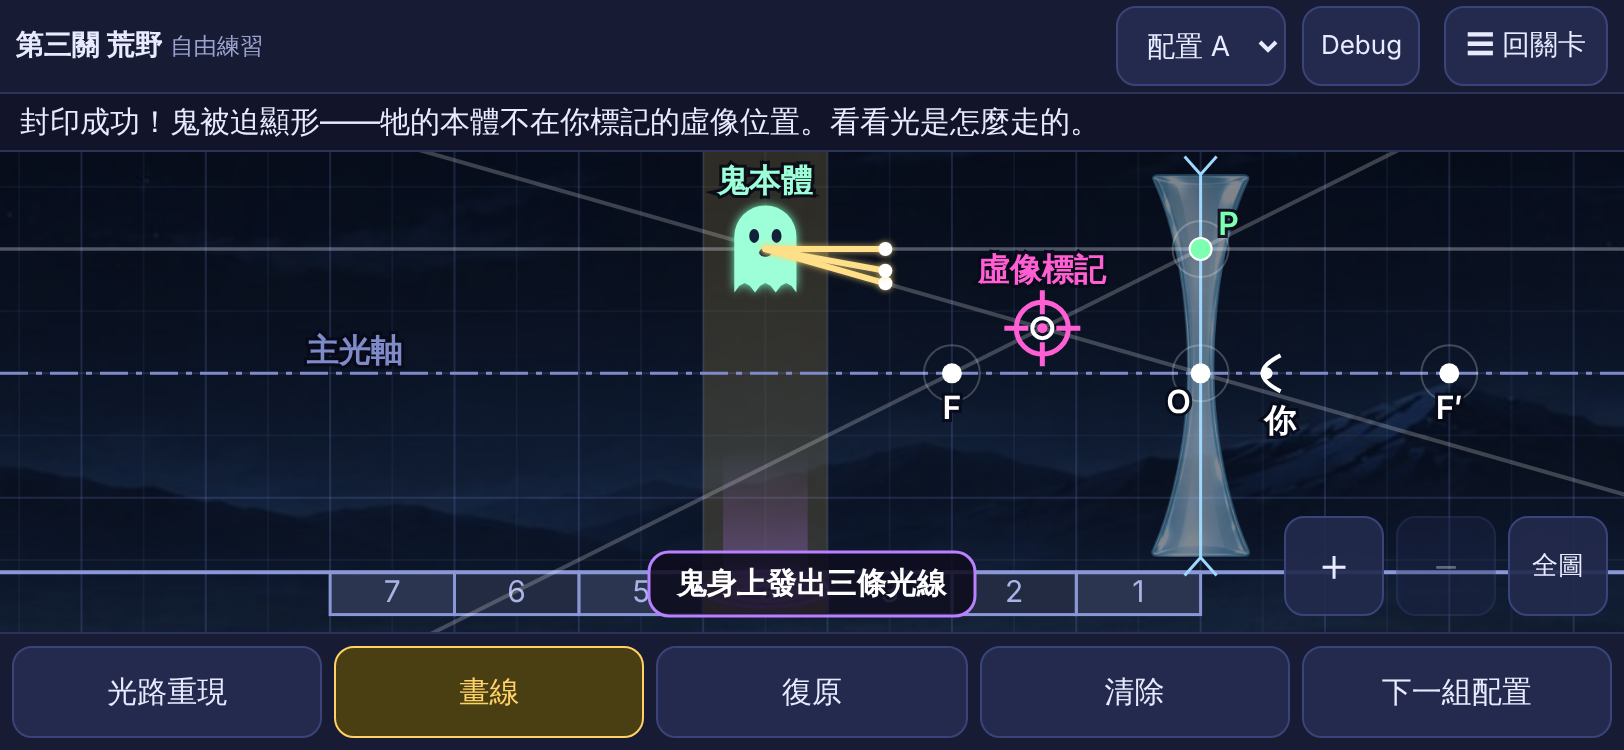 第三關 荒野 自由練習
配置 A
Debug
☰ 回關卡
封印成功！鬼被迫顯形——牠的本體不在你標記的虛像位置。看看光是怎麼走的。
鬼本體
P
虛像標記
主光軸
F
O
你
F′
7 6 5 2 1
鬼身上發出三條光線
+
−
全圖
光路重現
畫線
復原
清除
下一組配置